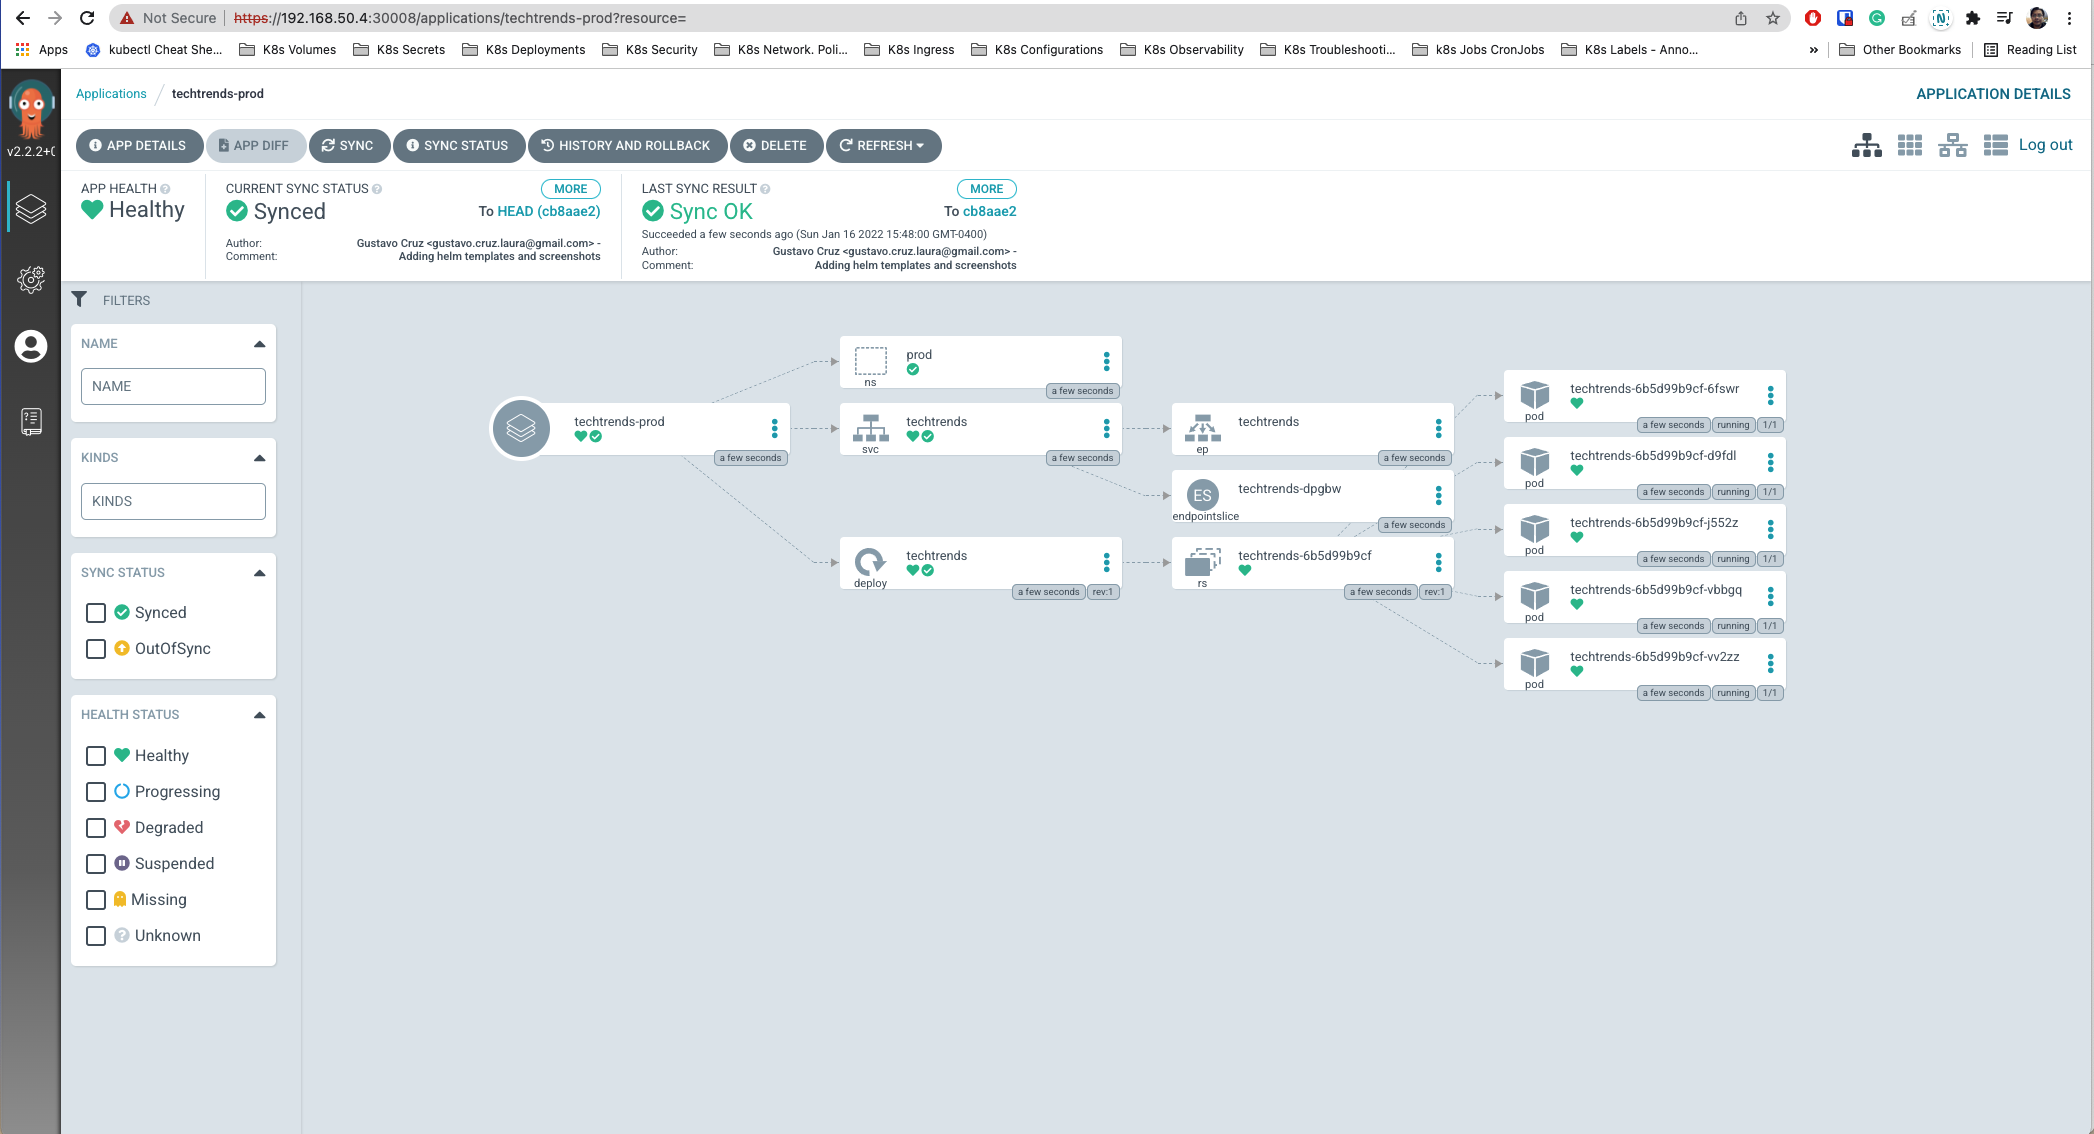 Not Secure | https://192.168.50.4:30008/applications/techtrends-prod?resource=
Apps kubectl Cheat She... K8s Volumes K8s Secrets K8s Deployments K8s Security K8s Network. Poli... K8s Ingress K8s Configurations K8s Observability K8s Troubleshooti... k8s Jobs CronJobs K8s Labels - Anno... » Other Bookmarks Reading List
Applications / techtrends-prod
APPLICATION DETAILS
v2.2.2+
APP DETAILS APP DIFF SYNC SYNC STATUS HISTORY AND ROLLBACK DELETE REFRESH
Log out
APP HEALTH
Healthy
CURRENT SYNC STATUS MORE
Synced To HEAD (cb8aae2)
Author: Gustavo Cruz <gustavo.cruz.laura@gmail.com> -
Comment: Adding helm templates and screenshots
LAST SYNC RESULT MORE
Sync OK To cb8aae2
Succeeded a few seconds ago (Sun Jan 16 2022 15:48:00 GMT-0400)
Author: Gustavo Cruz <gustavo.cruz.laura@gmail.com> -
Comment: Adding helm templates and screenshots
FILTERS
NAME
NAME
KINDS
KINDS
SYNC STATUS
Synced
OutOfSync
HEALTH STATUS
Healthy
Progressing
Degraded
Suspended
Missing
Unknown
techtrends-prod
a few seconds
prod
ns
a few seconds
techtrends
svc
a few seconds
techtrends
deploy
a few seconds rev:1
techtrends
ep
a few seconds
ES
techtrends-dpgbw
endpointslice
a few seconds
techtrends-6b5d99b9cf
rs
a few seconds rev:1
techtrends-6b5d99b9cf-6fswr
pod
a few seconds running 1/1
techtrends-6b5d99b9cf-d9fdl
pod
a few seconds running 1/1
techtrends-6b5d99b9cf-j552z
pod
a few seconds running 1/1
techtrends-6b5d99b9cf-vbbgq
pod
a few seconds running 1/1
techtrends-6b5d99b9cf-vv2zz
pod
a few seconds running 1/1